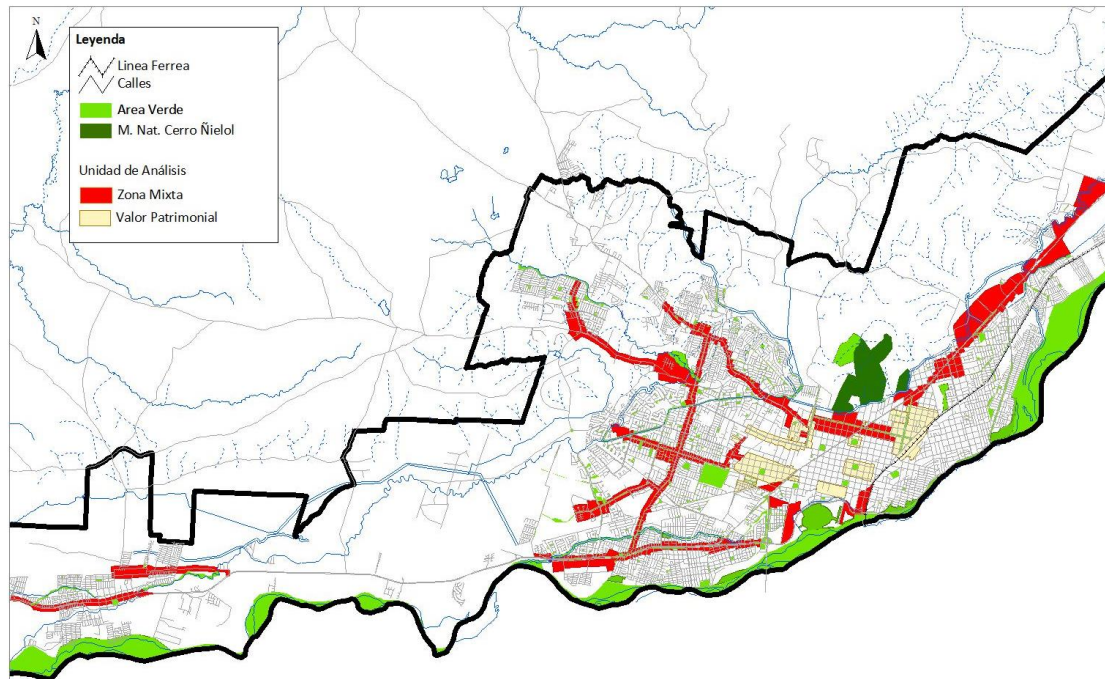 N
Leyenda
Linea Ferrea
Calles
Area Verde
M. Nat. Cerro Ñielol
Unidad de Análisis
Zona Mixta
Valor Patrimonial